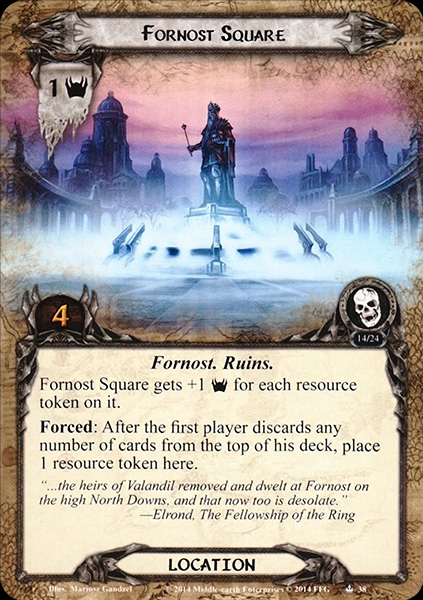 Fornost Square
1
4
14/24
Fornost. Ruins.
Fornost Square gets +1 for each resource
token on it.
Forced: After the first player discards any
number of cards from the top of his deck, place
1 resource token here.
“...the heirs of Valandil removed and dwelt at Fornost on
the high North Downs, and that now too is desolate.”
—Elrond, The Fellowship of the Ring
LOCATION
Illus. Mariusz Gandzel © 2014 Middle-earth Enterprises © 2014 FFG 38